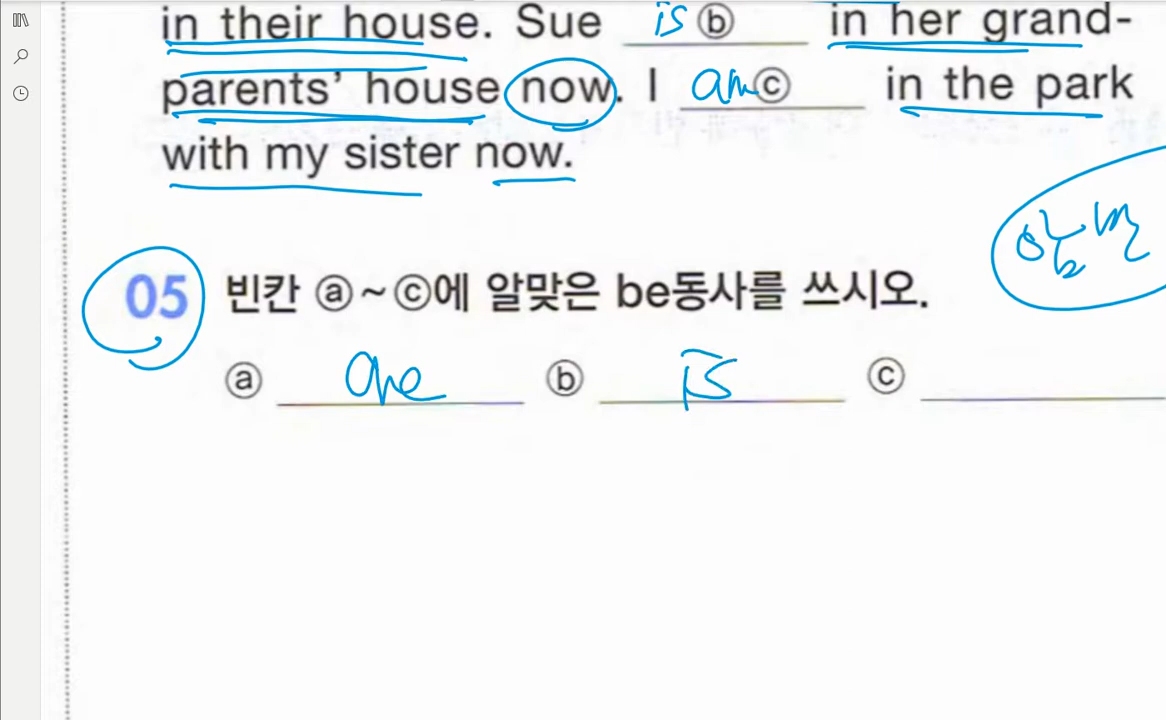 in their house. Sue is ⓑ in her grand-
parents’ house now. I am ⓒ in the park
with my sister now.
05 빈칸 ⓐ~ⓒ에 알맞은 be동사를 쓰시오.
ⓐ are ⓑ is ⓒ